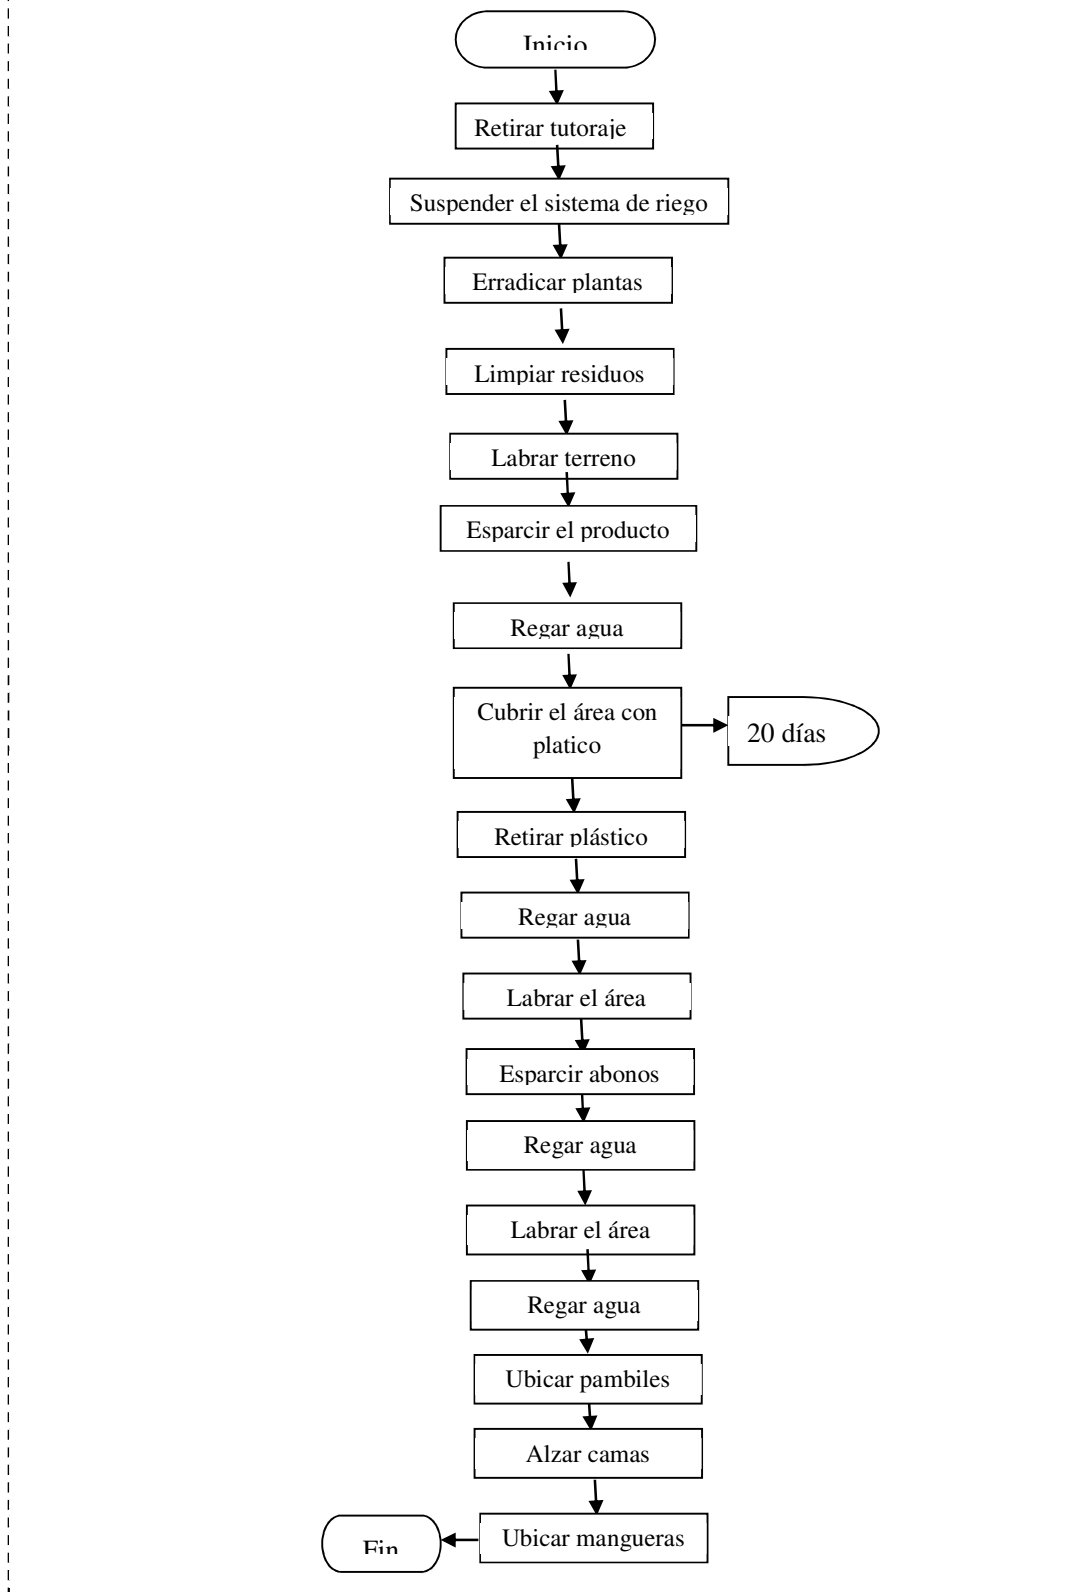 Inicio
Retirar tutoraje
Suspender el sistema de riego
Erradicar plantas
Limpiar residuos
Labrar terreno
Esparcir el producto
Regar agua
Cubrir el área con
platico
20 días
Retirar plástico
Regar agua
Labrar el área
Esparcir abonos
Regar agua
Labrar el área
Regar agua
Ubicar pambiles
Alzar camas
Ubicar mangueras
Fin